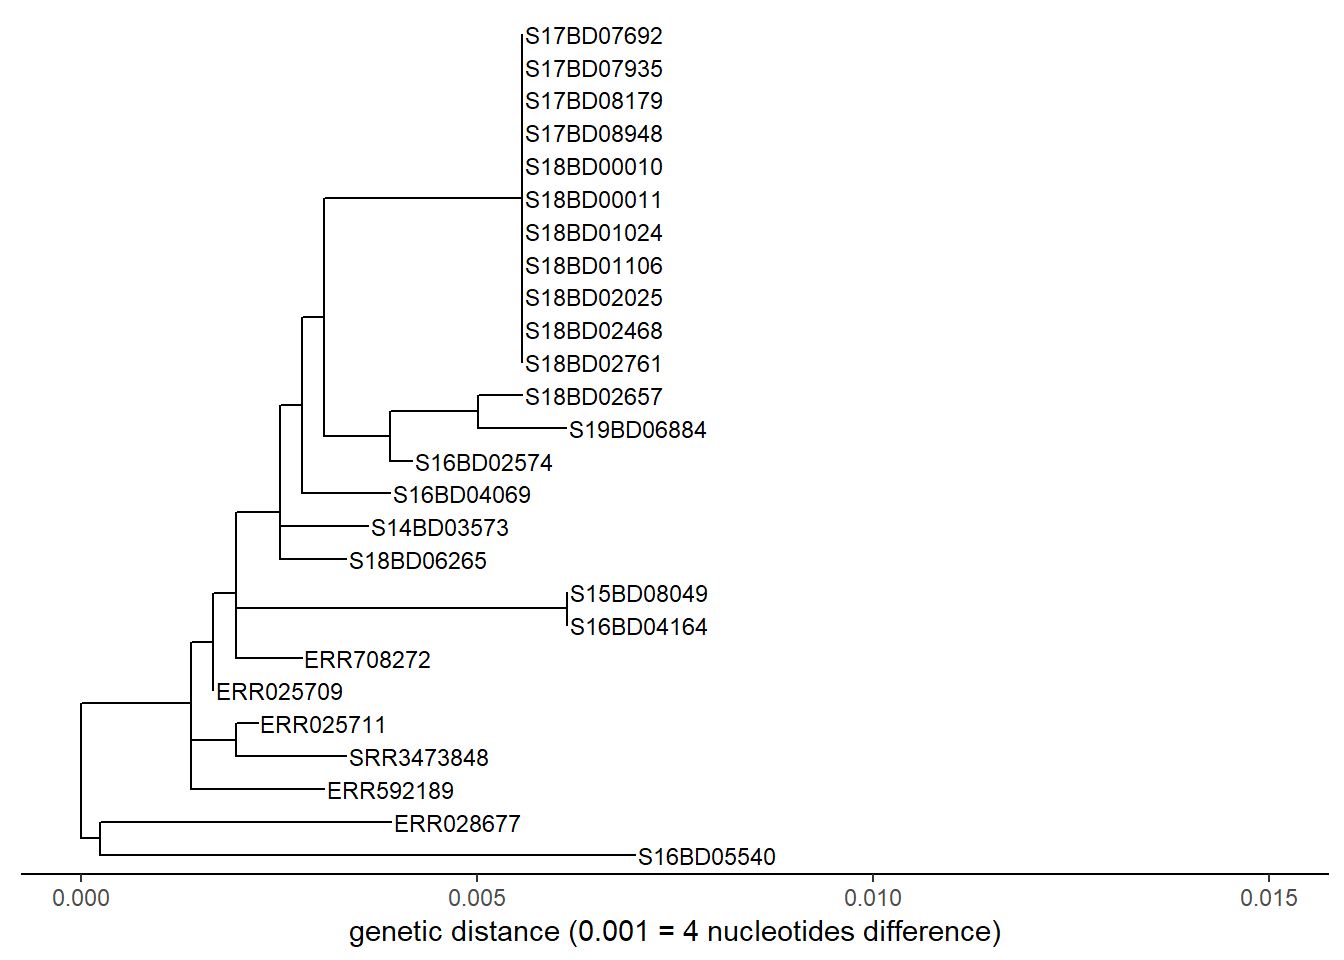 S17BD07692
S17BD07935
S17BD08179
S17BD08948
S18BD00010
S18BD00011
S18BD01024
S18BD01106
S18BD02025
S18BD02468
S18BD02761
S18BD02657
S19BD06884
S16BD02574
S16BD04069
S14BD03573
S18BD06265
S15BD08049
S16BD04164
ERR708272
ERR025709
ERR025711
SRR3473848
ERR592189
ERR028677
S16BD05540
0.000 0.005 0.010 0.015
genetic distance (0.001 = 4 nucleotides difference)